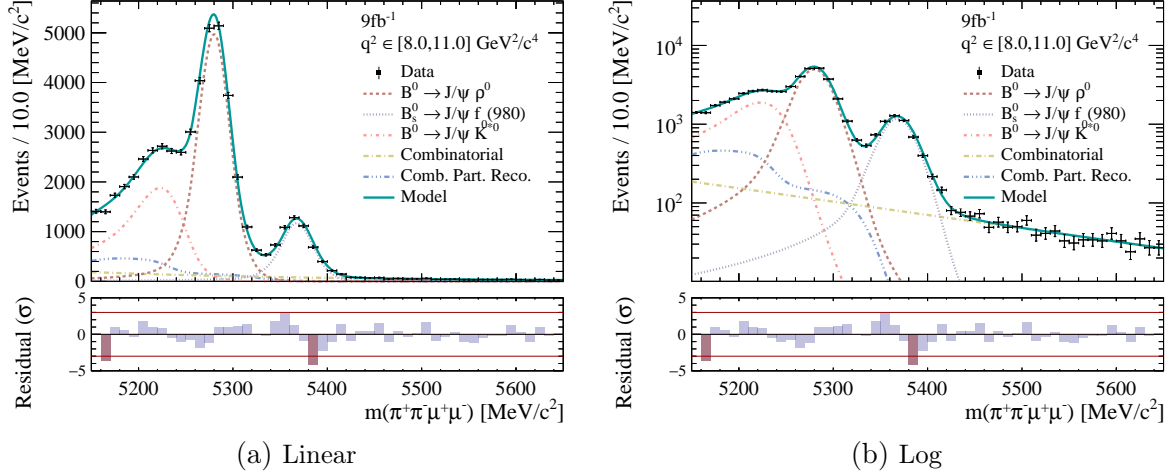 9fb⁻¹
q² ∈ [8.0,11.0] GeV²/c⁴
Data
B⁰ → J/ψ ρ⁰
B⁰ₛ → J/ψ f (980)
B⁰ → J/ψ K⁰*⁰
Combinatorial
Comb. Part. Reco.
Model
Events / 10.0 [MeV/c²]
5000
4000
3000
2000
1000
0
Residual (σ)
5
0
−5
5200
5300
5400
5500
5600
m(π⁺π⁻μ⁺μ⁻) [MeV/c²]
(a) Linear
9fb⁻¹
q² ∈ [8.0,11.0] GeV²/c⁴
Data
B⁰ → J/ψ ρ⁰
B⁰ₛ → J/ψ f (980)
B⁰ → J/ψ K⁰*⁰
Combinatorial
Comb. Part. Reco.
Model
Events / 10.0 [MeV/c²]
10⁴
10³
10²
Residual (σ)
5
0
−5
5200
5300
5400
5500
5600
m(π⁺π⁻μ⁺μ⁻) [MeV/c²]
(b) Log